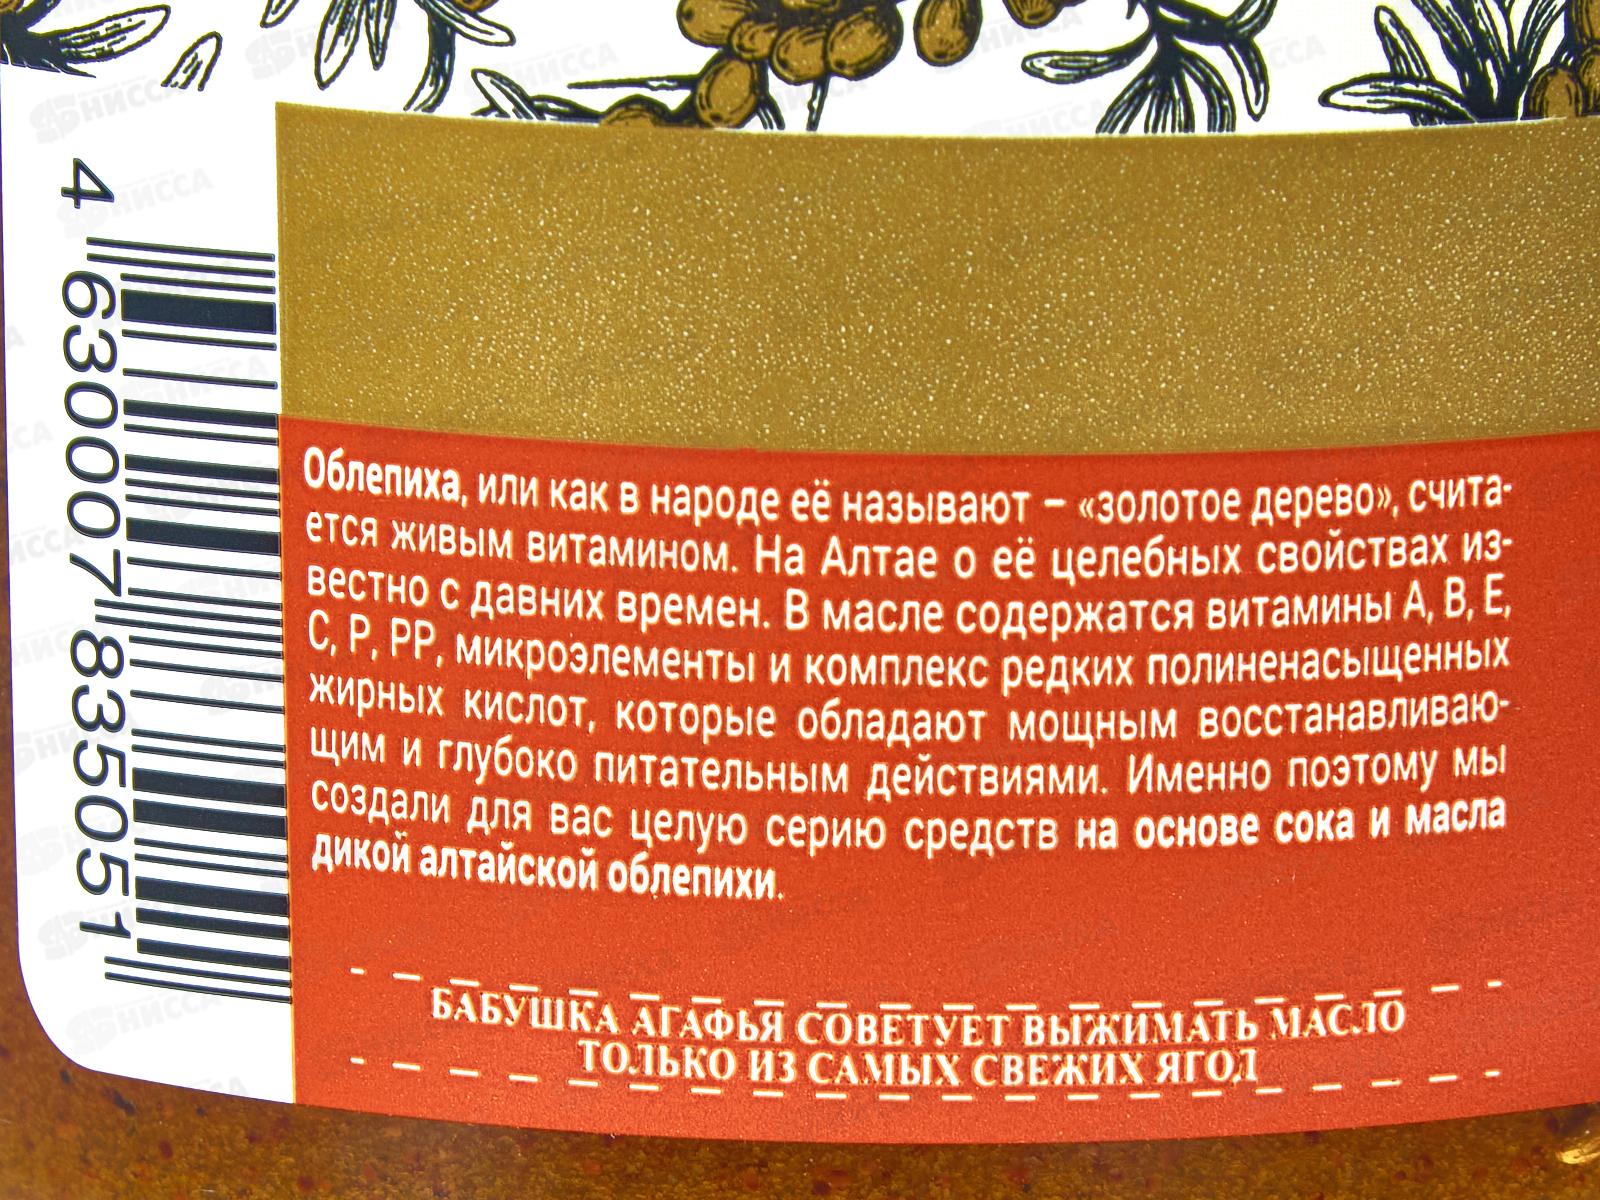 4 630007 835051
Облепиха, или как в народе её называют – «золотое дерево», счита-
ется живым витамином. На Алтае о её целебных свойствах из-
вестно с давних времен. В масле содержатся витамины А, В, Е,
С, Р, РР, микроэлементы и комплекс редких полиненасыщенных
жирных кислот, которые обладают мощным восстанавливаю-
щим и глубоко питательным действиями. Именно поэтому мы
создали для вас целую серию средств на основе сока и масла
дикой алтайской облепихи.
БАБУШКА АГАФЬЯ СОВЕТУЕТ ВЫЖИМАТЬ МАСЛО
ТОЛЬКО ИЗ САМЫХ СВЕЖИХ ЯГОД